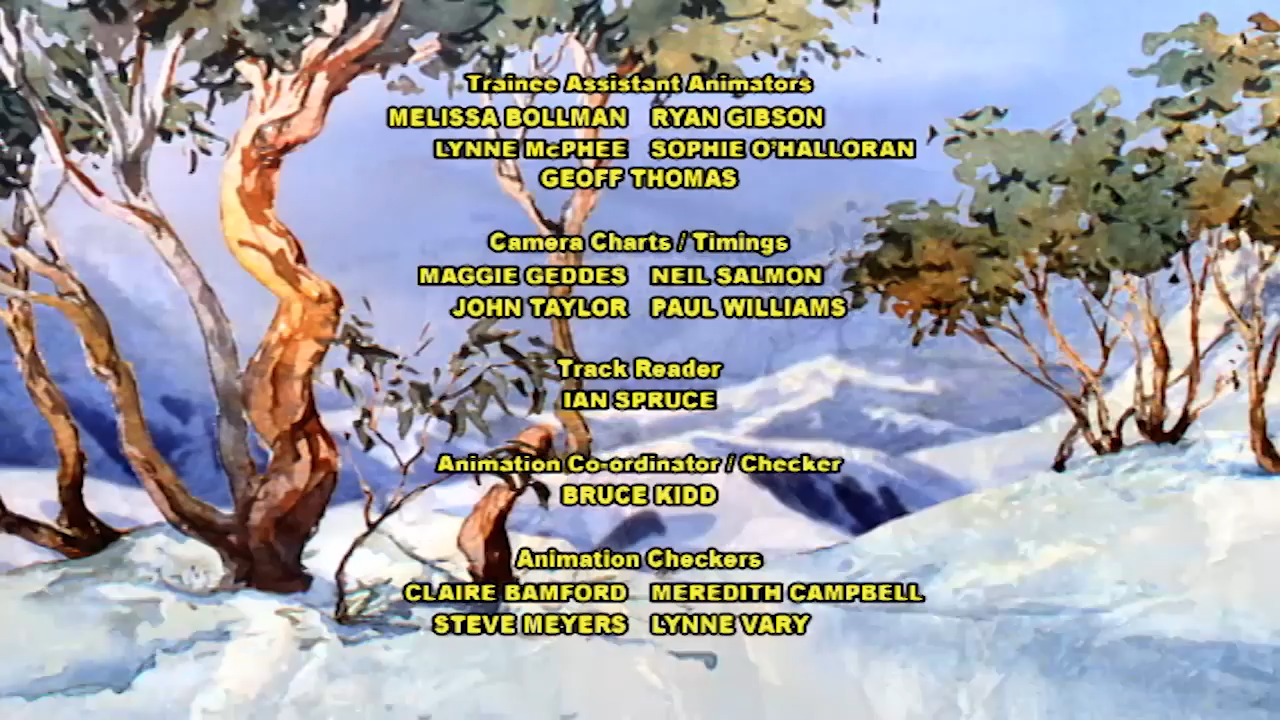 Trainee Assistant Animators
MELISSA BOLLMAN RYAN GIBSON
LYNNE McPHEE SOPHIE O'HALLORAN
GEOFF THOMAS
Camera Charts / Timings
MAGGIE GEDDES NEIL SALMON
JOHN TAYLOR PAUL WILLIAMS
Track Reader
IAN SPRUCE
Animation Co-ordinator / Checker
BRUCE KIDD
Animation Checkers
CLAIRE BAMFORD MEREDITH CAMPBELL
STEVE MEYERS LYNNE VARY